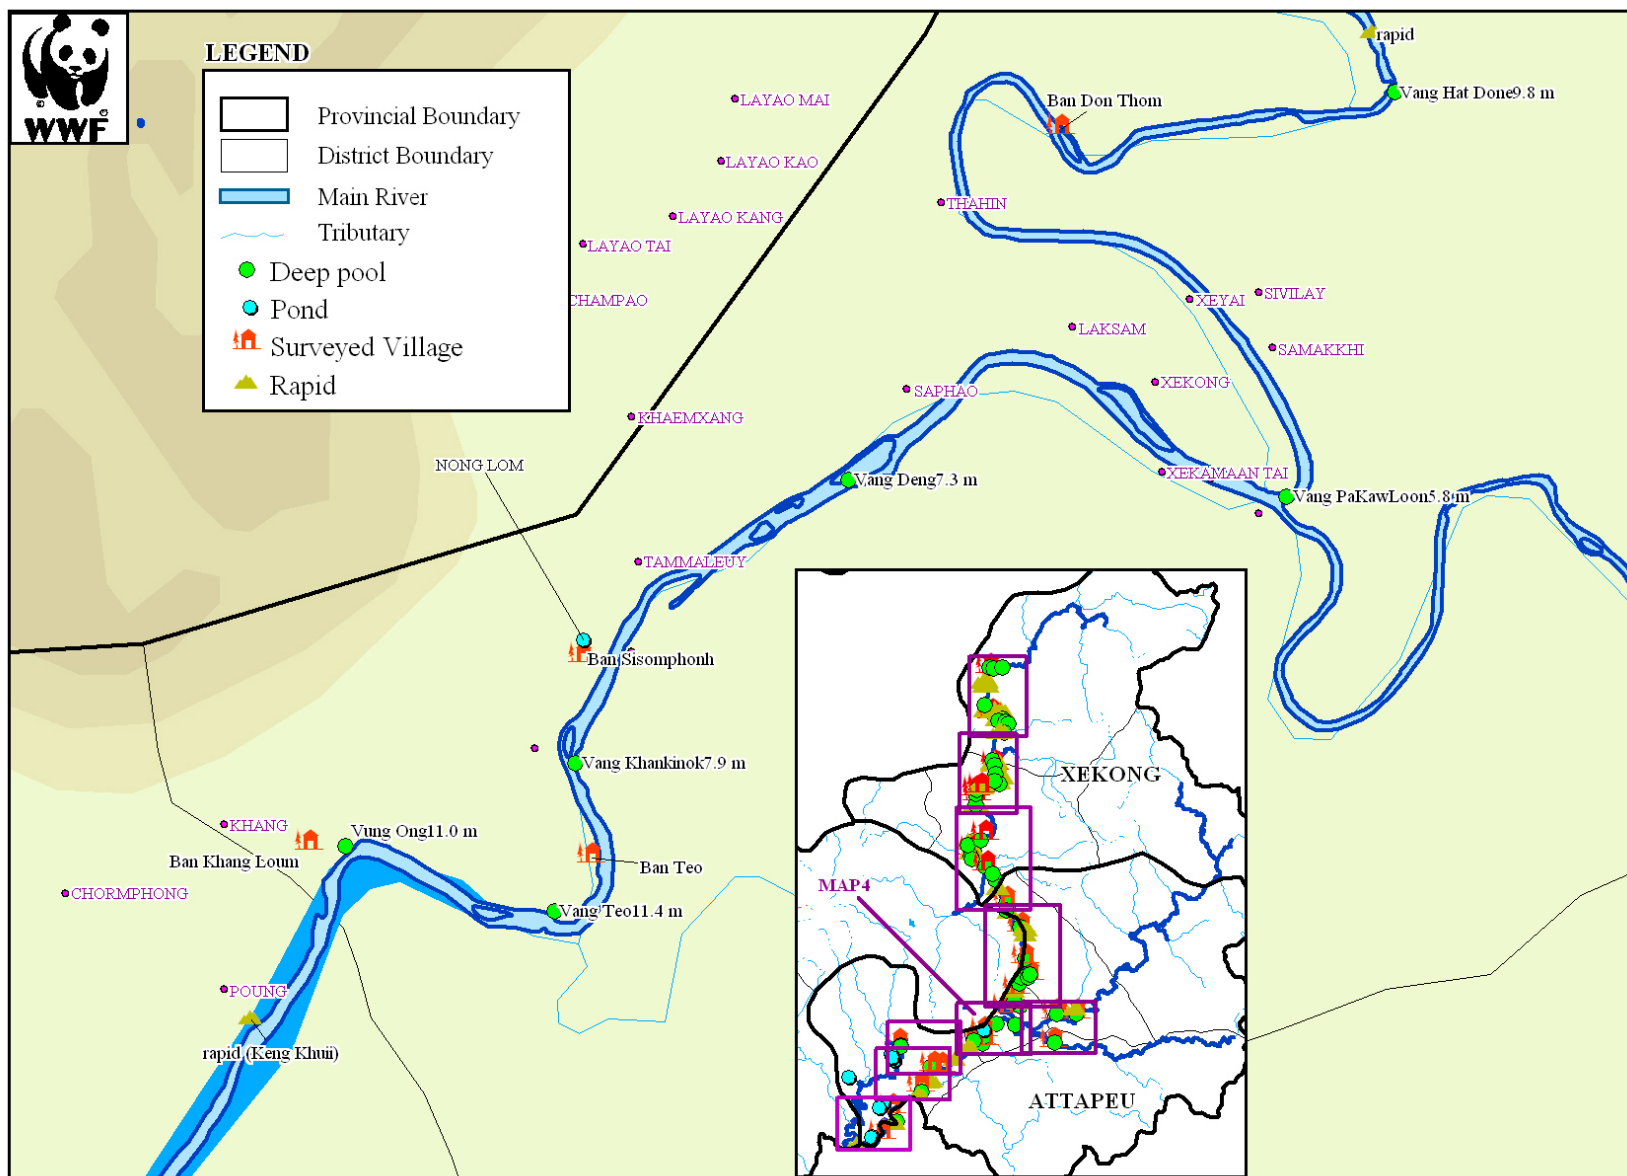 WWF
©
®
LEGEND
Provincial Boundary
District Boundary
Main River
Tributary
Deep pool
Pond
Surveyed Village
Rapid
rapid
Vang Hat Done9.8 m
LAYAO MAI
Ban Don Thom
LAYAO KAO
THAHIN
LAYAO KANG
LAYAO TAI
CHAMPAO
XEYAI
SIVILAY
LAKSAM
SAMAKKHI
XEKONG
SAPHAO
KHAEMXANG
NONG LOM
XEKAMAAN TAI
Vang Deng7.3 m
Vang PaKawLoon5.8 m
TAMMALEUY
Ban Sisomphonh
Vang Khankinok7.9 m
XEKONG
KHANG
Vung Ong11.0 m
Ban Khang Loum
Ban Teo
MAP4
CHORMPHONG
Vang Teo11.4 m
POUNG
rapid (Keng Khuii)
ATTAPEU